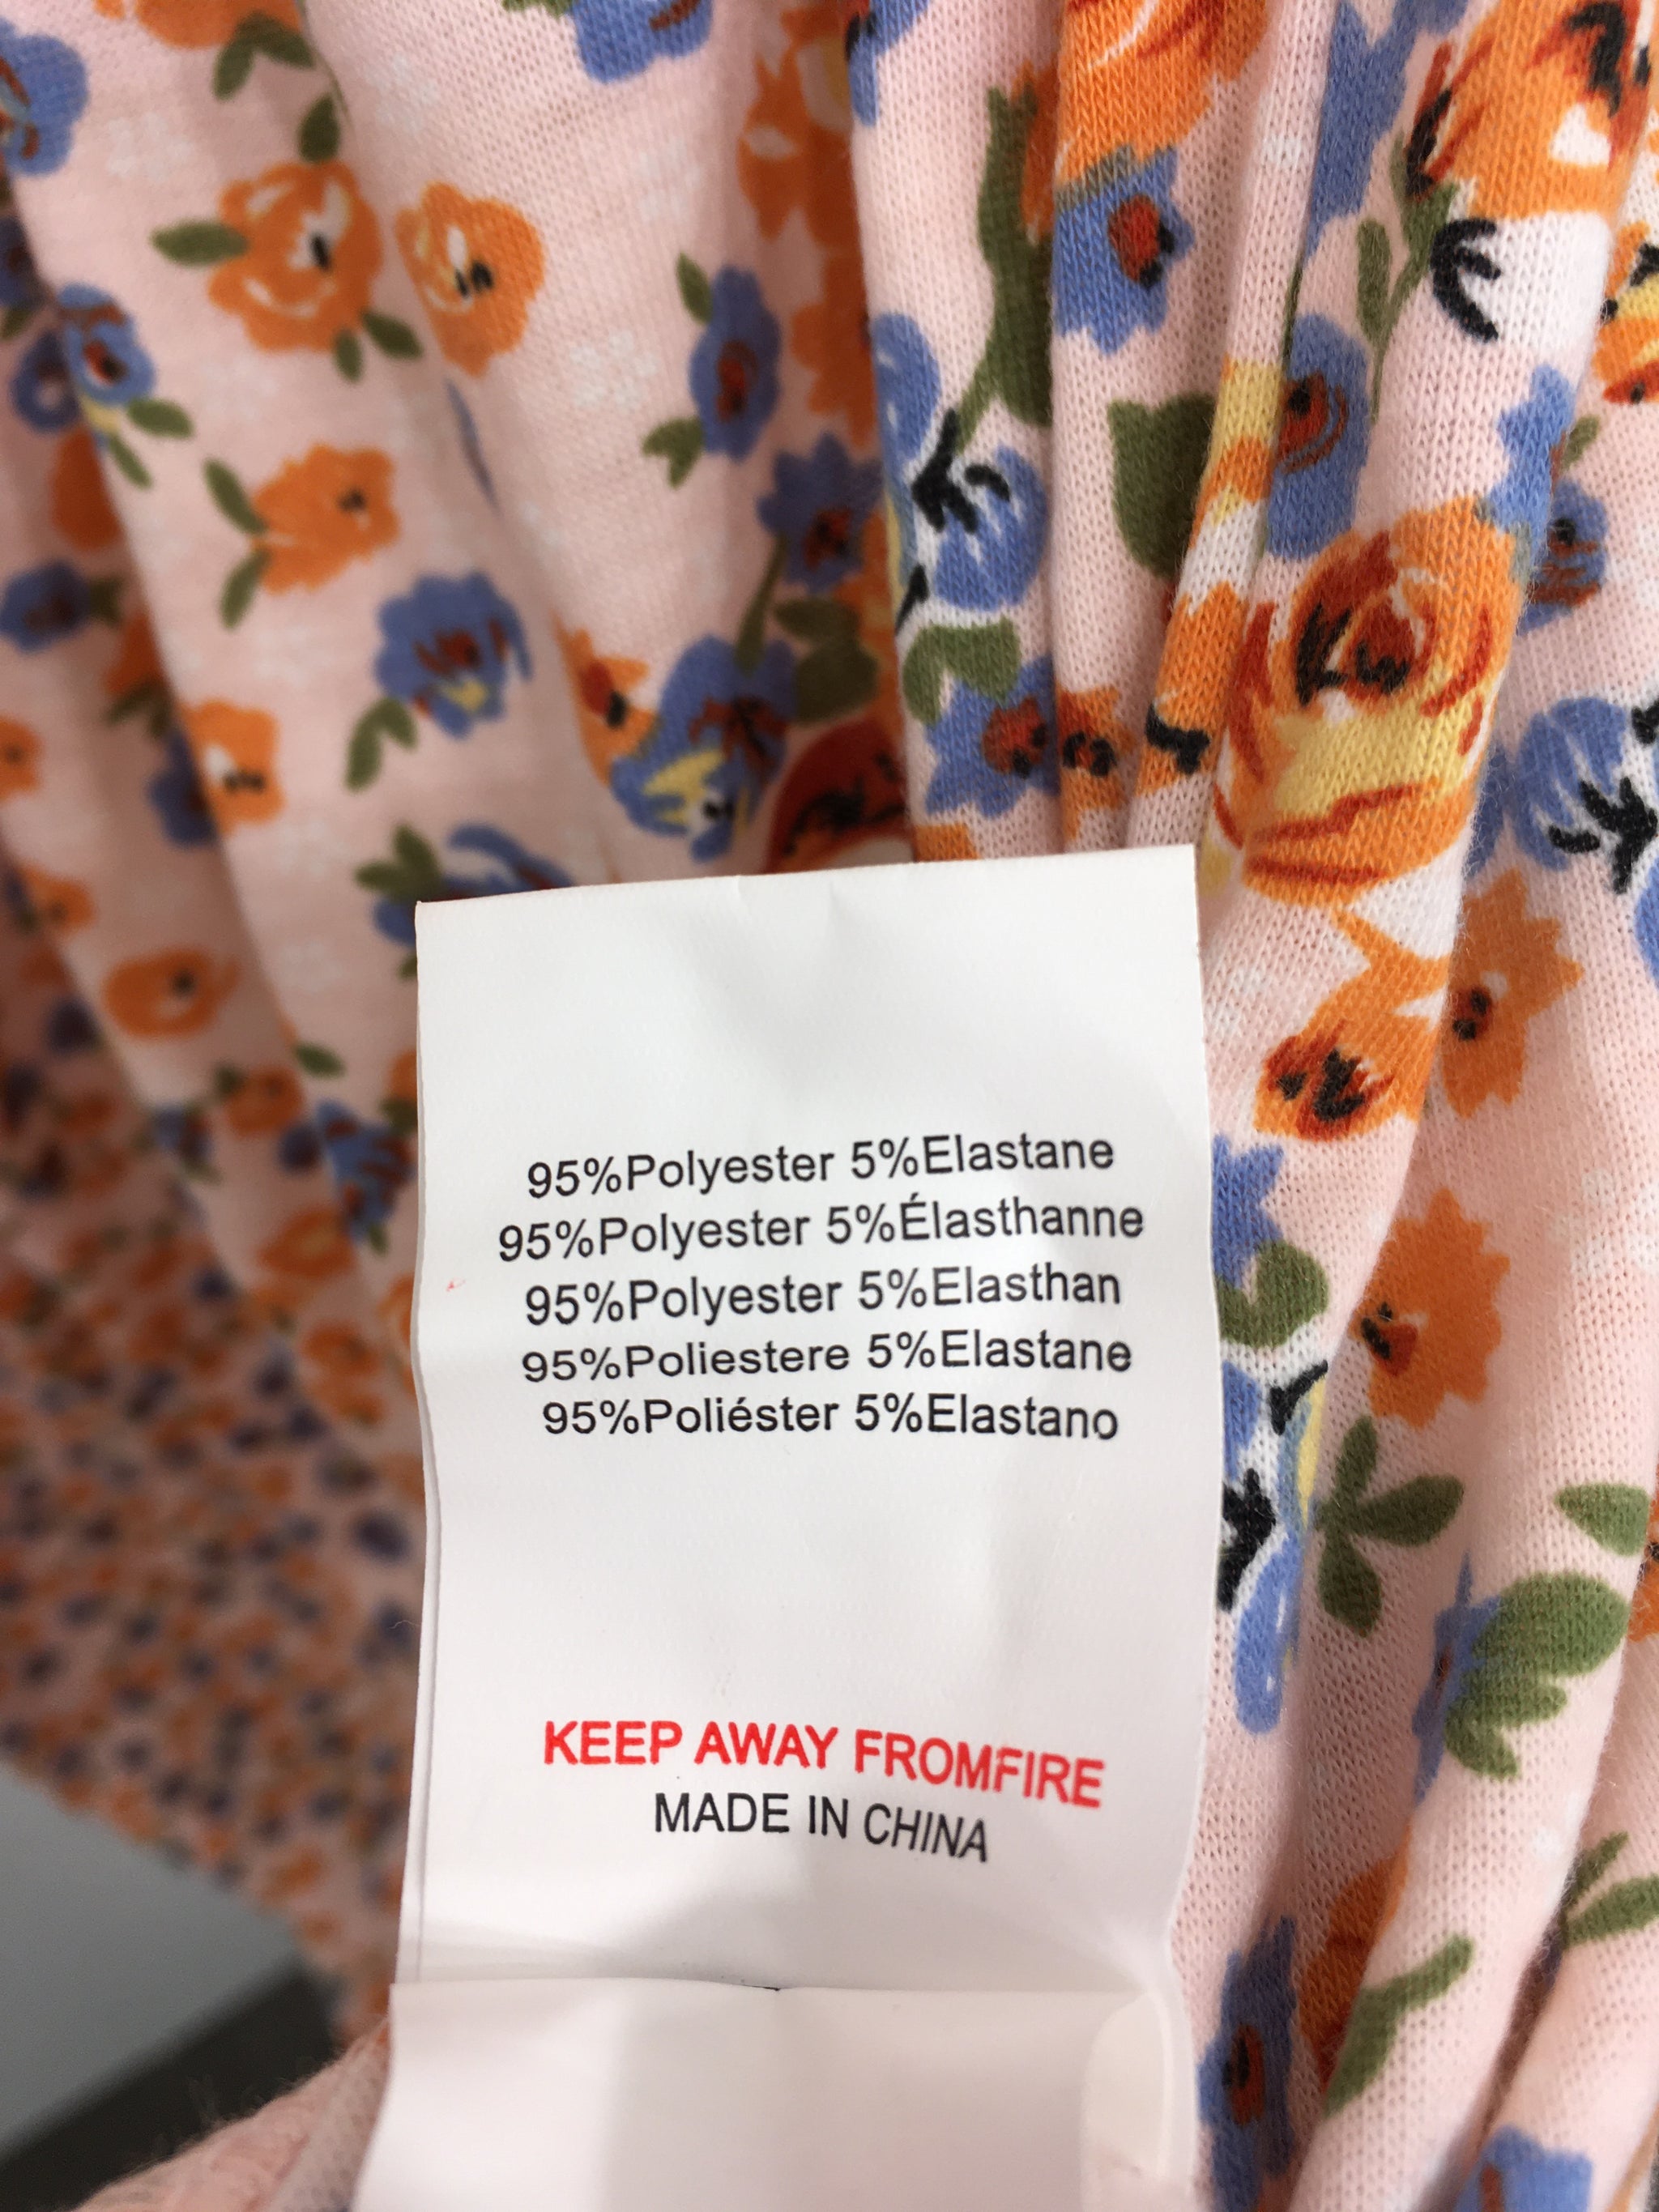 95%Polyester 5%Elastane
95%Polyester 5%Élasthanne
95%Polyester 5%Elasthan
95%Poliestere 5%Elastane
95%Poliéster 5%Elastano
KEEP AWAY FROMFIRE
MADE IN CHINA